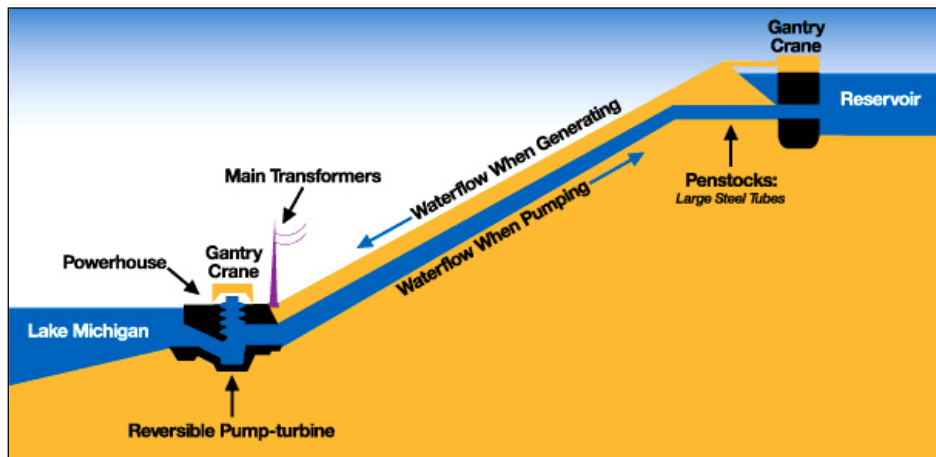 Gantry
Crane
Reservoir
Waterflow When Generating
Main Transformers
Waterflow When Pumping
Penstocks:
Large Steel Tubes
Gantry
Crane
Powerhouse
Lake Michigan
Reversible Pump-turbine